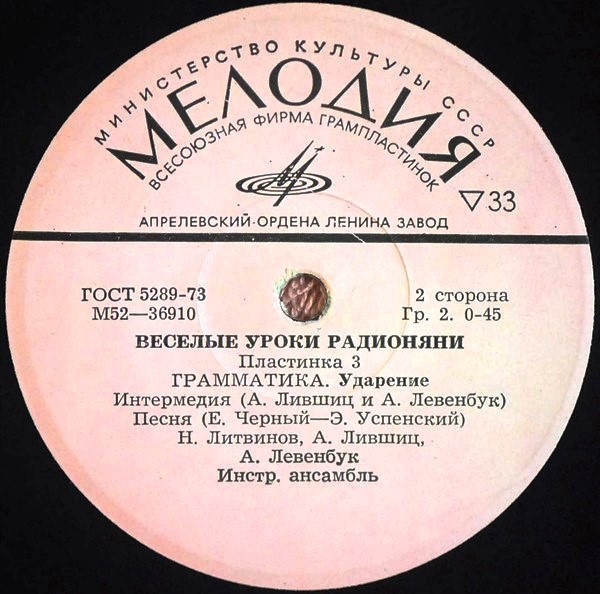 МИНИСТЕРСТВО КУЛЬТУРЫ СССР
МЕЛОДИЯ
ВСЕСОЮЗНАЯ ФИРМА ГРАМПЛАСТИНОК
▽33
АПРЕЛЕВСКИЙ ОРДЕНА ЛЕНИНА ЗАВОД
ГОСТ 5289-73 2 сторона
М52—36910 Гр. 2. 0-45
ВЕСЕЛЫЕ УРОКИ РАДИОНЯНИ
Пластинка 3
ГРАММАТИКА. Ударение
Интермедия (А. Лившиц и А. Левенбук)
Песня (Е. Черный—Э. Успенский)
Н. Литвинов, А. Лившиц,
А. Левенбук
Инстр. ансамбль